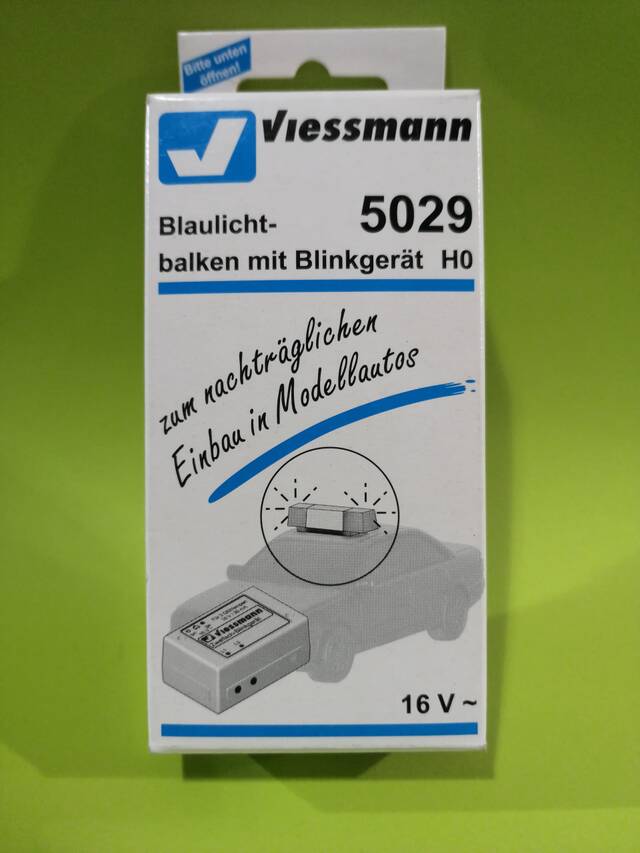 Bitte unten
öffnen!
Viessmann
5029
Blaulicht-
balken mit Blinkgerät H0
zum nachträglichen
Einbau in Modellautos
Viessmann
16 V ~